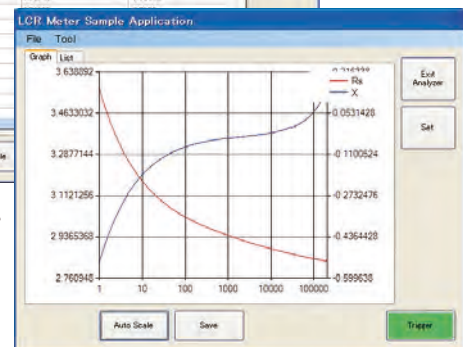 LCR Meter Sample Application
File Tool
Graph List
3.638892
3.4633032
3.2877144
3.1121256
2.9365368
2.760948
Rs
X
0.0531428
-0.1100524
-0.2732476
-0.4364428
-0.599638
1 10 100 1000 10000 100000
Exit
Analyzer
Set
Auto Scale Save Trigger